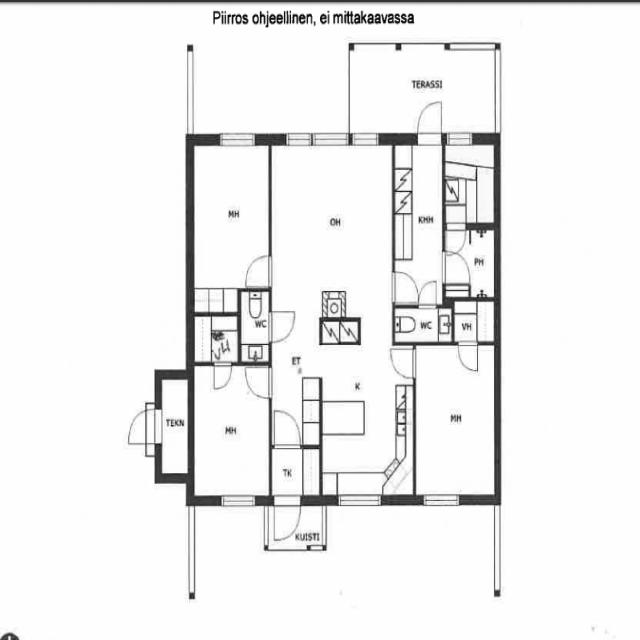 Piirros ohjeellinen, ei mittakaavassa
TERASSI
MH
OH
KHH
PH
WC
WC
VH
VH
ET
K
TEKN
MH
MH
TK
KUISTI